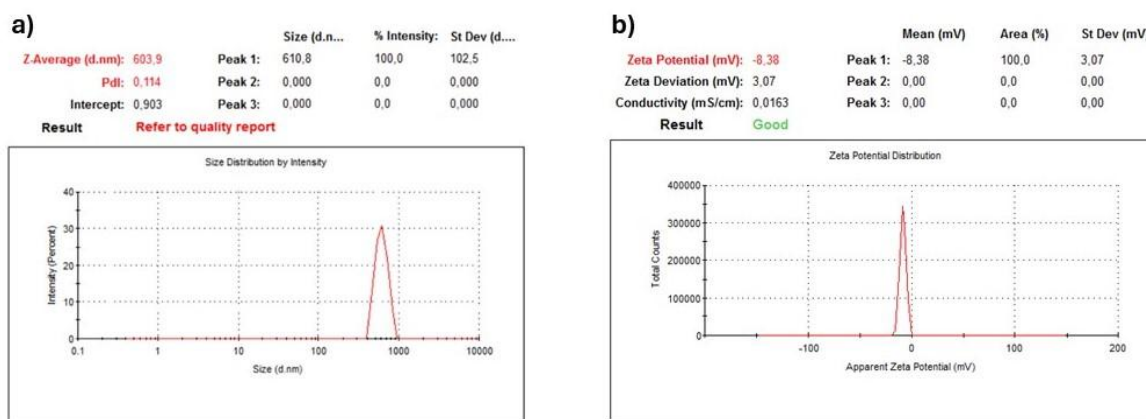 a)
Size (d.n... % Intensity: St Dev (d....
Z-Average (d.nm): 603,9 Peak 1: 610,8 100,0 102,5
PdI: 0,114 Peak 2: 0,000 0,0 0,000
Intercept: 0,903 Peak 3: 0,000 0,0 0,000
Result Refer to quality report
Size Distribution by Intensity
Intensity (Percent)
40
30
20
10
0
0.1 1 10 100 1000 10000
Size (d.nm)
b)
Mean (mV) Area (%) St Dev (mV
Zeta Potential (mV): -8,38 Peak 1: -8,38 100,0 3,07
Zeta Deviation (mV): 3,07 Peak 2: 0,00 0,0 0,00
Conductivity (mS/cm): 0,0163 Peak 3: 0,00 0,0 0,00
Result Good
Zeta Potential Distribution
Total Counts
400000
300000
200000
100000
0
-100 0 100 200
Apparent Zeta Potential (mV)